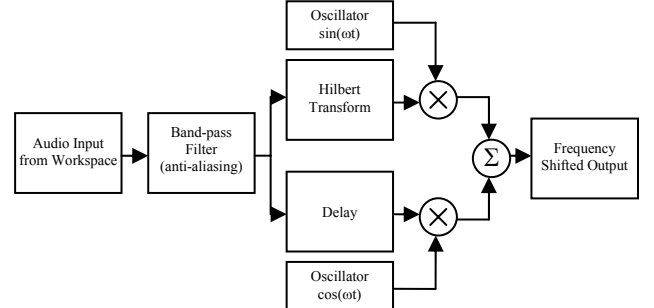 Oscillator
sin(ωt)
Hilbert
Transform
Audio Input
from Workspace
Band-pass
Filter
(anti-aliasing)
Σ
Frequency
Shifted Output
Delay
Oscillator
cos(ωt)